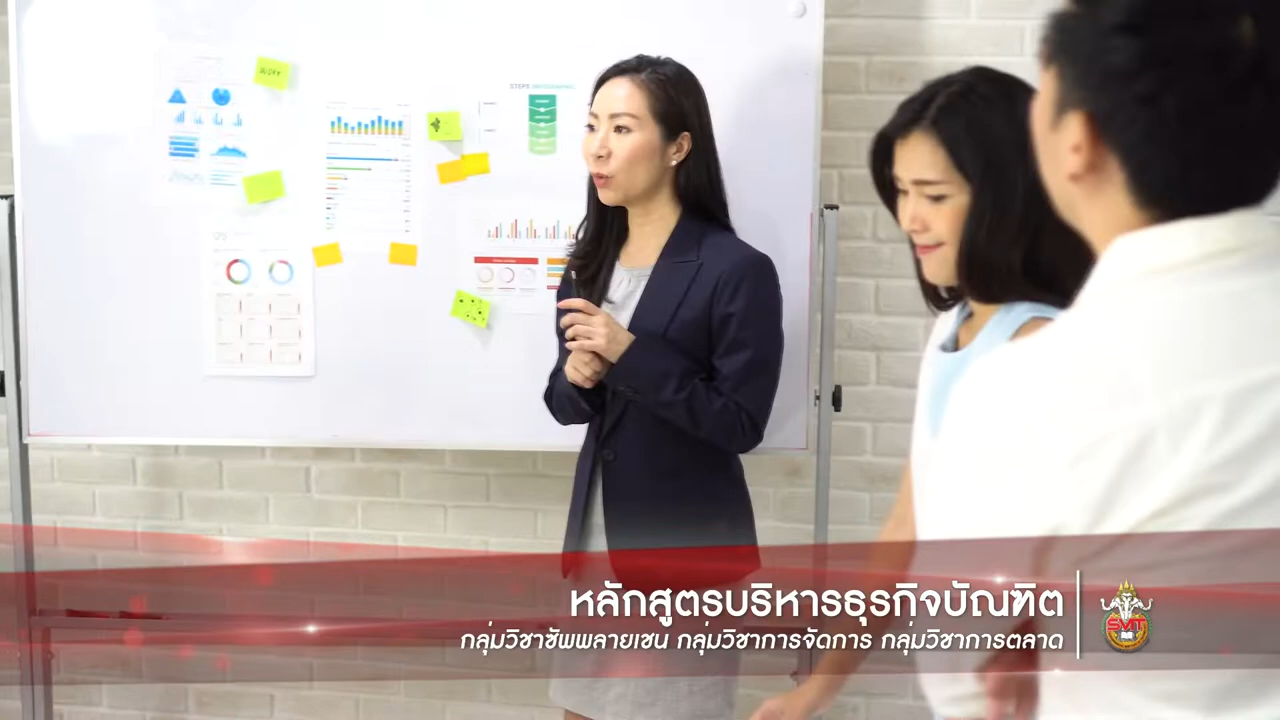 STEPS INFOGRAPHIC
หลักสูตรบริหารธุรกิจบัณฑิต
กลุ่มวิชาซัพพลายเชน กลุ่มวิชาการจัดการ กลุ่มวิชาการตลาด
SMT